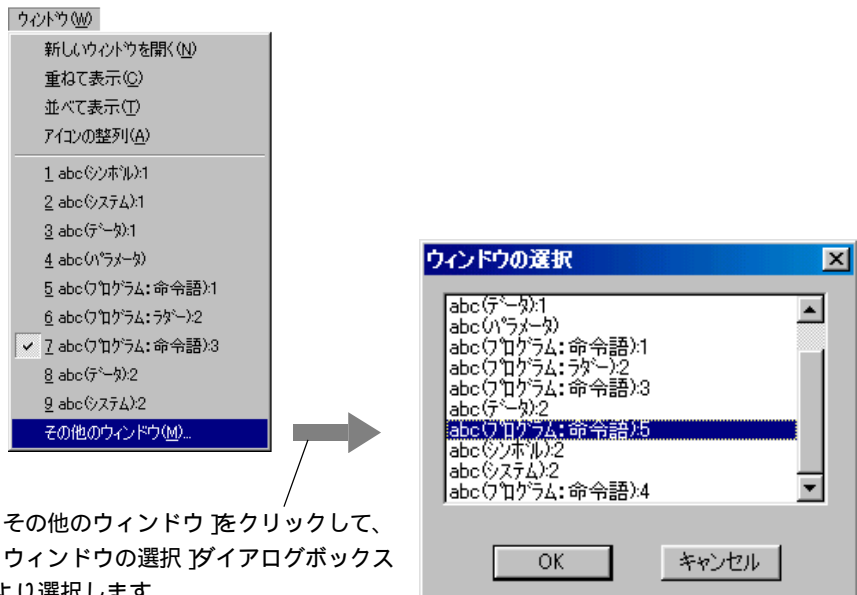 ウィンドウ(W)
新しいウィンドウを開く(N)
重ねて表示(C)
並べて表示(T)
アイコンの整列(A)
1 abc(シンボル):1
2 abc(システム):1
3 abc(データ):1
4 abc(パラメータ)
5 abc(プログラム:命令語):1
6 abc(プログラム:ラダー):2
7 abc(プログラム:命令語):3
8 abc(データ):2
9 abc(システム):2
その他のウィンドウ(M)...
その他のウィンドウ ]をクリックして、
ウィンドウの選択 ]ダイアログボックス
より選択します
ウィンドウの選択
abc(データ):1
abc(パラメータ)
abc(プログラム:命令語):1
abc(プログラム:ラダー):2
abc(プログラム:命令語):3
abc(データ):2
abc(プログラム:命令語):5
abc(シンボル):2
abc(システム):2
abc(プログラム:命令語):4
OK
キャンセル